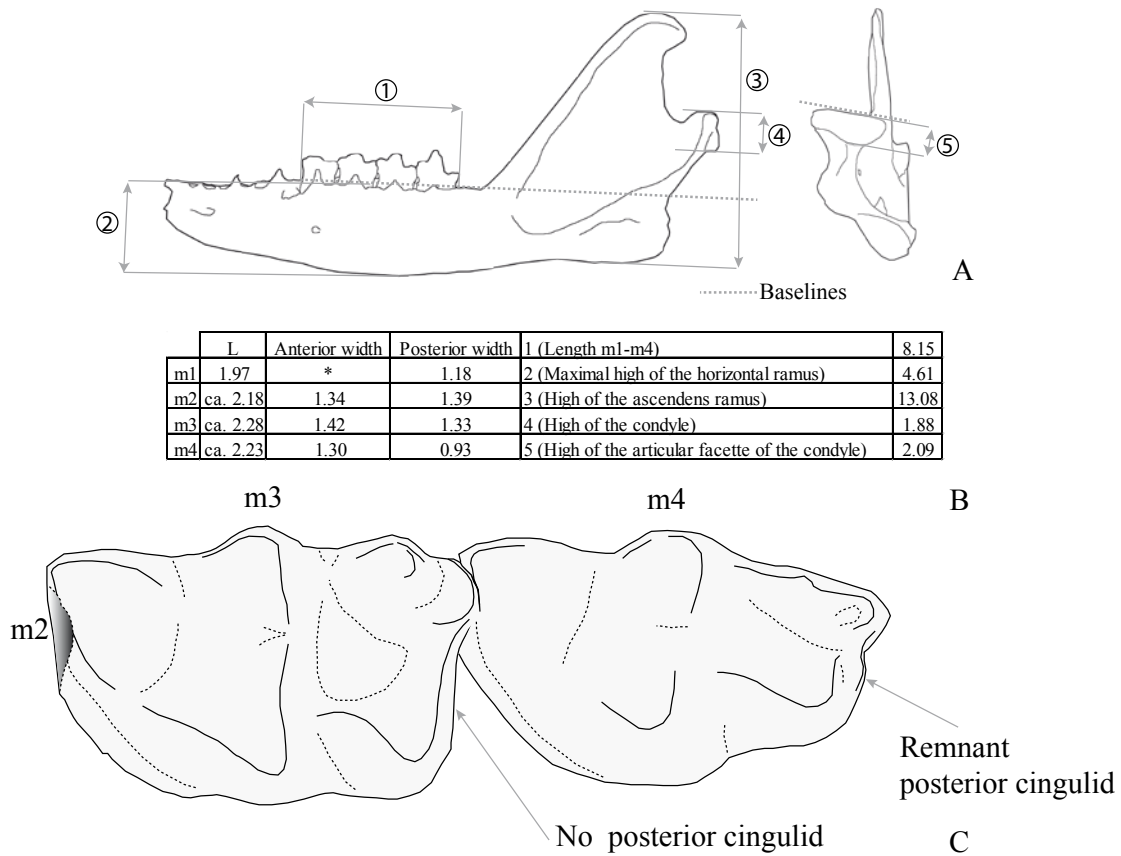 ①
②
③
④
⑤
A
Baselines
L Anterior width Posterior width 1 (Length m1-m4) 8.15
m1 1.97 * 1.18 2 (Maximal high of the horizontal ramus) 4.61
m2 ca. 2.18 1.34 1.39 3 (High of the ascendens ramus) 13.08
m3 ca. 2.28 1.42 1.33 4 (High of the condyle) 1.88
m4 ca. 2.23 1.30 0.93 5 (High of the articular facette of the condyle) 2.09
m3
m4
B
m2
Remnant
posterior cingulid
No posterior cingulid
C